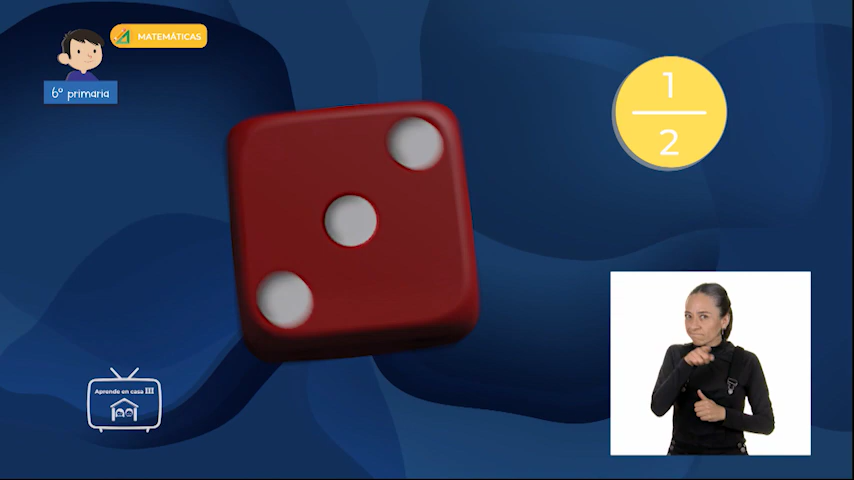 MATEMÁTICAS
6º primaria
1
2
Aprende en casa III